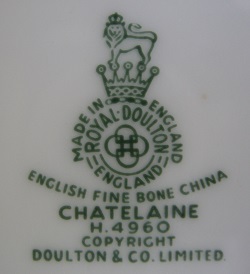 MADE IN ENGLAND
ROYAL·DOULTON
ENGLAND
ENGLISH FINE BONE CHINA
CHATELAINE
H.4960
COPYRIGHT
DOULTON & CO. LIMITED.